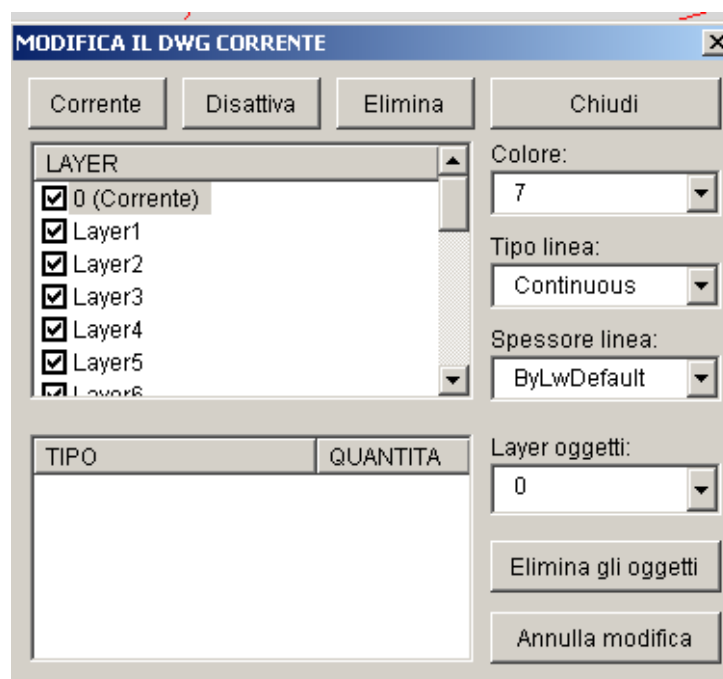 MODIFICA IL DWG CORRENTE
Corrente Disattiva Elimina Chiudi
LAYER
0 (Corrente)
Layer1
Layer2
Layer3
Layer4
Layer5
Layer6
Colore:
7
Tipo linea:
Continuous
Spessore linea:
ByLwDefault
TIPO QUANTITA
Layer oggetti:
0
Elimina gli oggetti
Annulla modifica